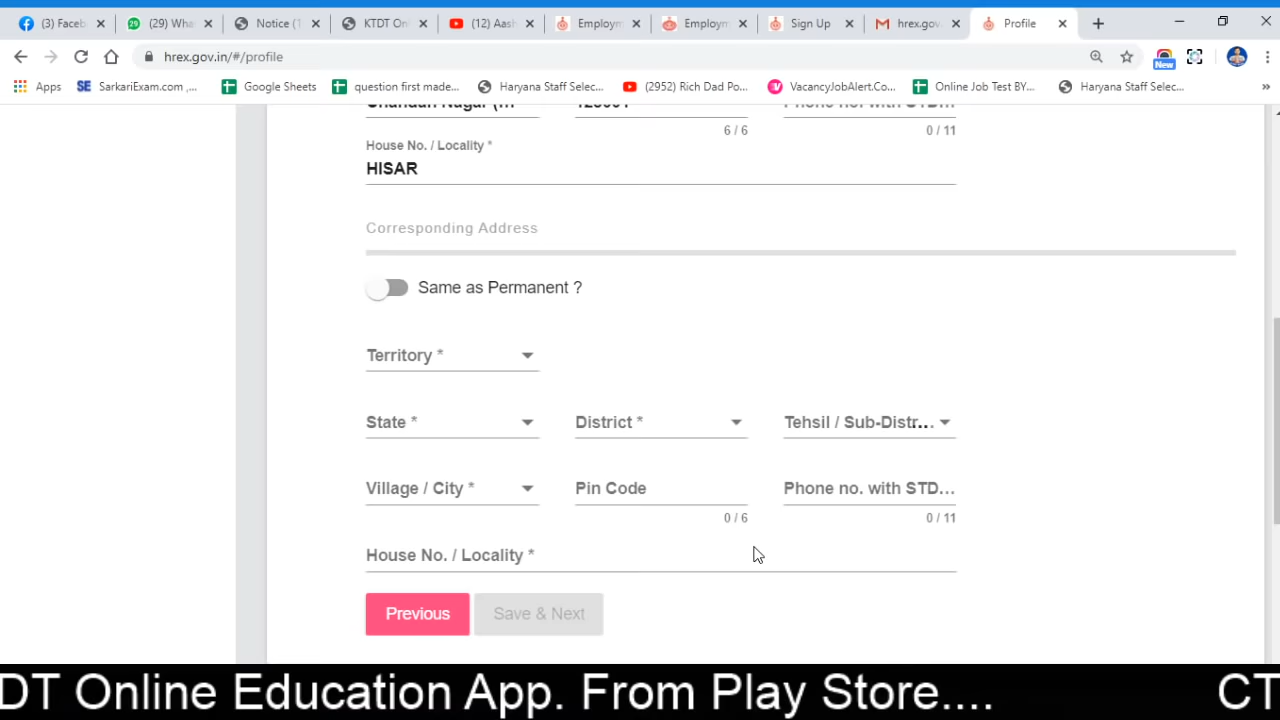 (3) Faceb
(29) Wha
Notice (1
KTDT On
(12) Aas
Employm
Employm
Sign Up
hrex.gov.
Profile
hrex.gov.in/#/profile
New
Apps
SE SarkariExam.com ,...
Google Sheets
question first made...
Haryana Staff Selec...
(2952) Rich Dad Po...
VacancyJobAlert.Co...
Online Job Test BY...
Haryana Staff Selec...
»
6 / 6
0 / 11
House No. / Locality *
HISAR
Corresponding Address
Same as Permanent ?
Territory *
State *
District *
Tehsil / Sub-Distr...
Village / City *
Pin Code
Phone no. with STD...
0 / 6
0 / 11
House No. / Locality *
Previous
Save & Next
DT Online Education App. From Play Store....
CT